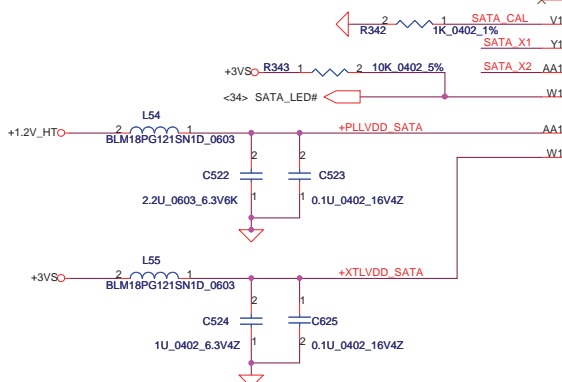 R342 2 1 SATA_CAL V1
1K_0402_1%
SATA_X1 Y1
+3VS R343 1 2 10K_0402_5% SATA_X2 AA1
<34> SATA_LED# W1
+1.2V_HT 2 L54 1 +PLLVDD_SATA AA1
BLM18PG121SN1D_0603
W1
2 2
C522 C523
1 1
2.2U_0603_6.3V6K 0.1U_0402_16V4Z
+3VS 2 L55 1 +XTLVDD_SATA
BLM18PG121SN1D_0603
2 1
C524 C625
1 2
1U_0402_6.3V4Z 0.1U_0402_16V4Z